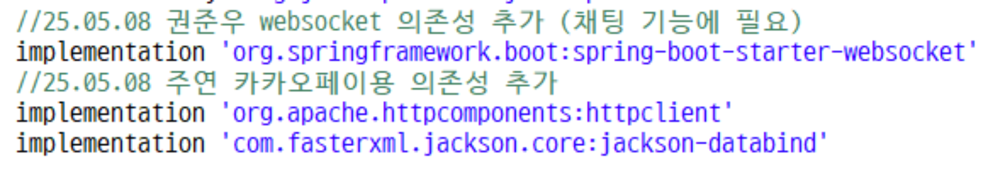 //25.05.08 권준우 websocket 의존성 추가 (채팅 기능에 필요)
implementation 'org.springframework.boot:spring-boot-starter-websocket'
//25.05.08 주연 카카오페이용 의존성 추가
implementation 'org.apache.httpcomponents:httpclient'
implementation 'com.fasterxml.jackson.core:jackson-databind'